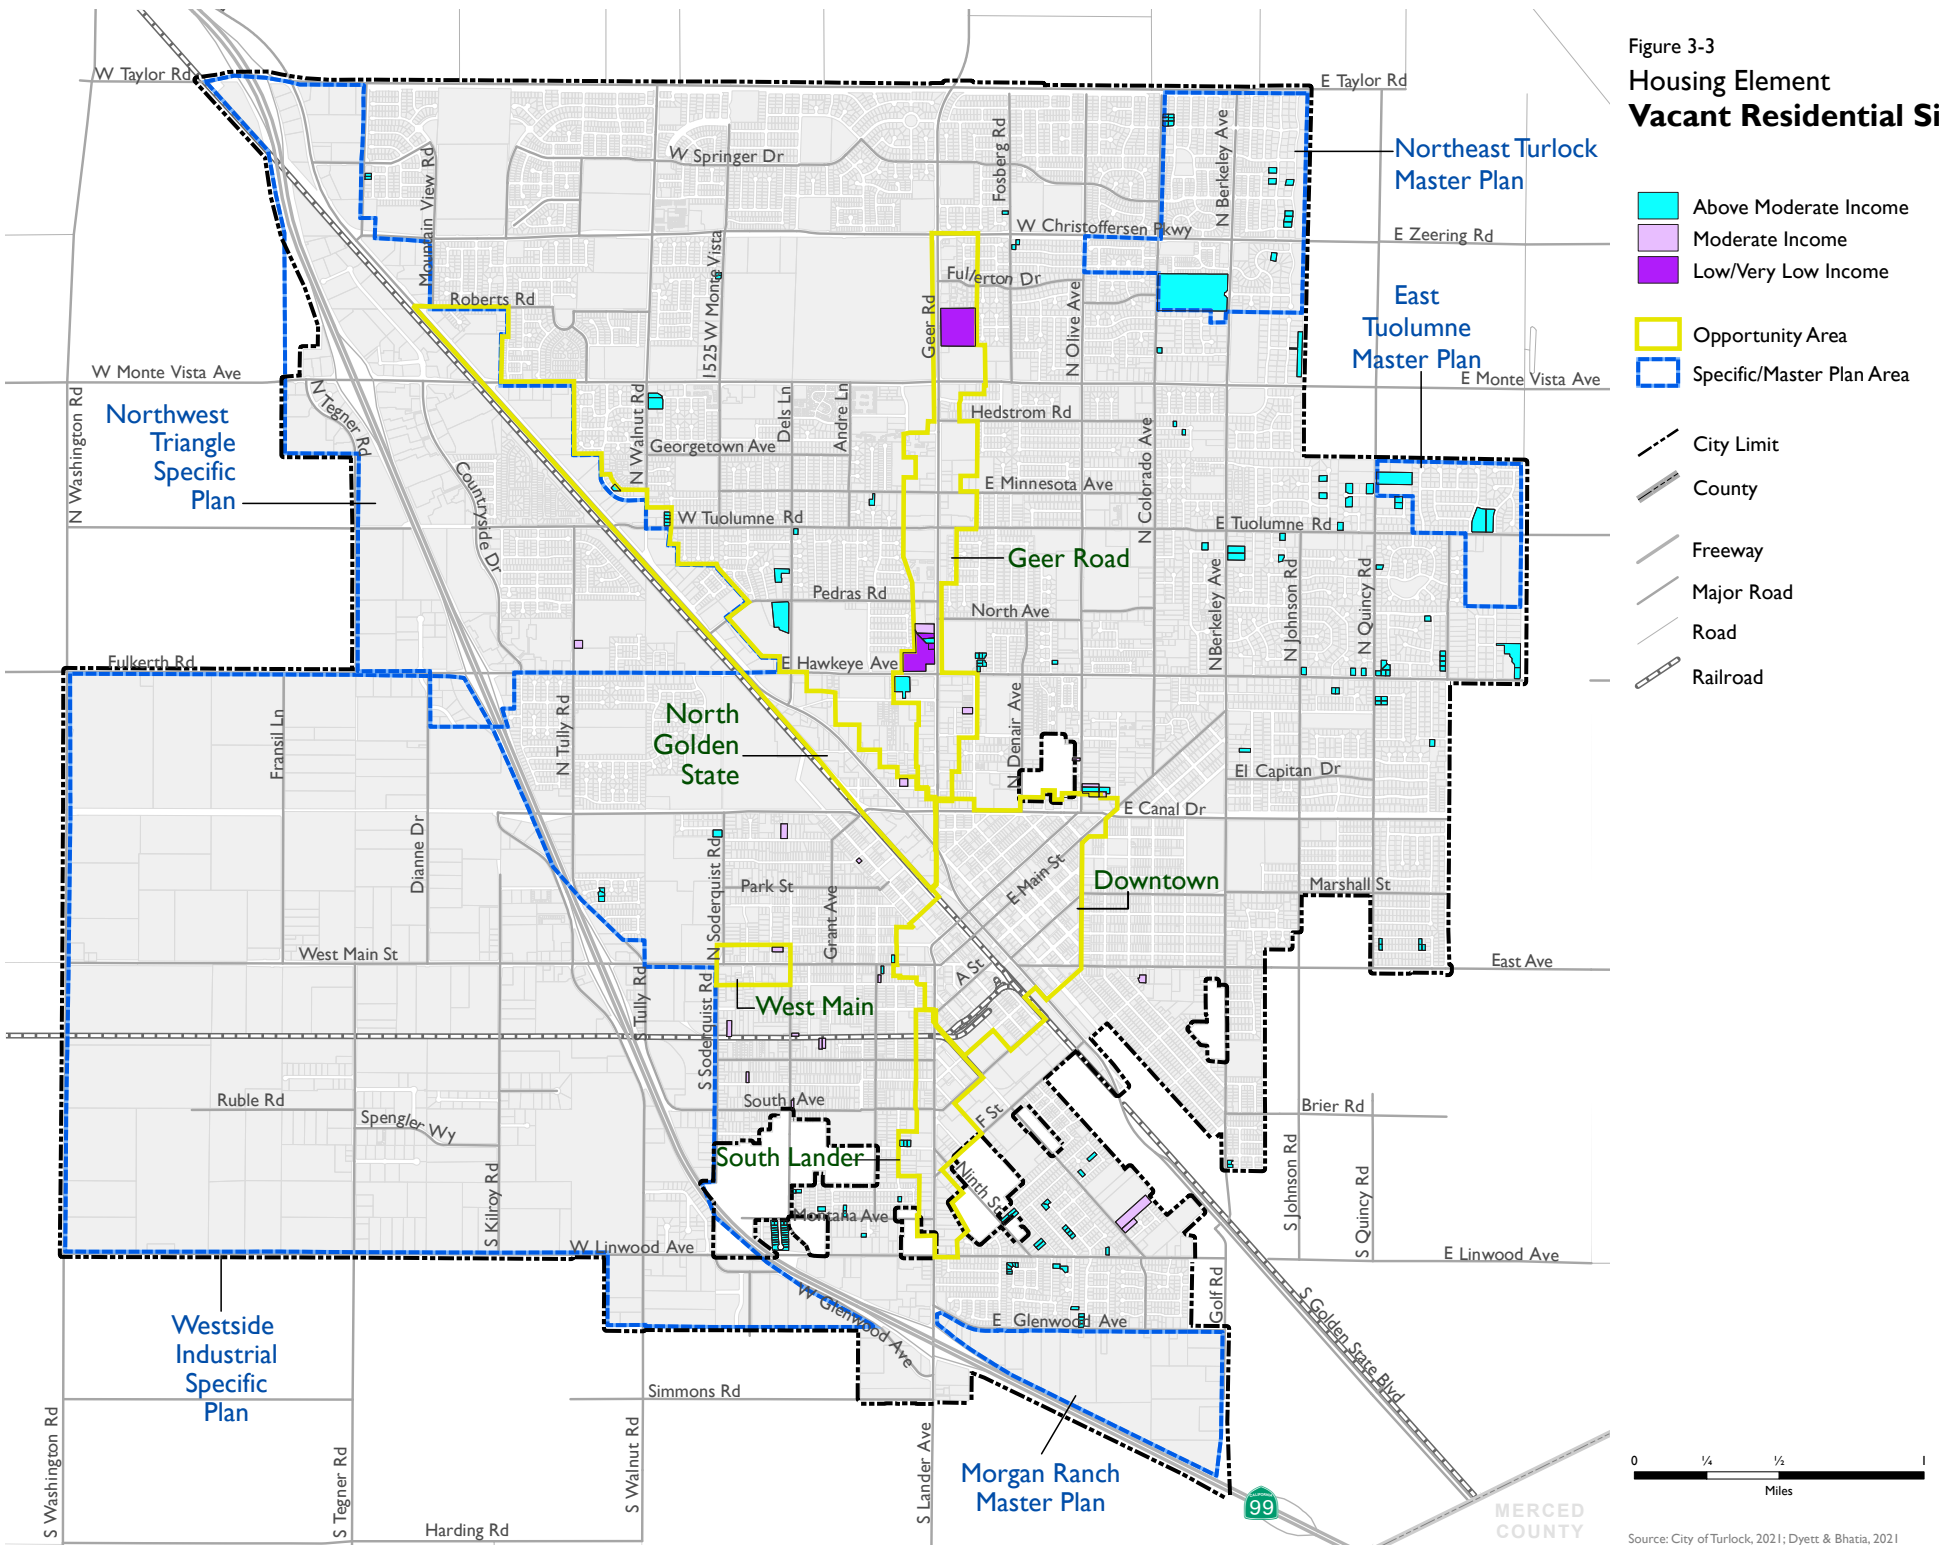 Figure 3-3
Housing Element
Vacant Residential Si
Above Moderate Income
Moderate Income
Low/Very Low Income
Opportunity Area
Specific/Master Plan Area
City Limit
County
Freeway
Major Road
Road
Railroad
W Taylor Rd
E Taylor Rd
W Springer Dr
Mountain View Rd
Fosberg Rd
N Berkeley Ave
Northeast Turlock
Master Plan
W Christoffersen Pkwy
E Zeering Rd
1525 W Monte Vista
Fullerton Dr
Roberts Rd
Geer Rd
N Olive Ave
East
Tuolumne
Master Plan
W Monte Vista Ave
E Monte Vista Ave
N Washington Rd
N Tegner Rd
Northwest
Triangle
Specific
Plan
N Walnut Rd
Dels Ln
Andre Ln
Hedstrom Rd
Georgetown Ave
N Colorado Ave
Countryside Dr
E Minnesota Ave
W Tuolumne Rd
E Tuolumne Rd
Geer Road
Pedras Rd
North Ave
NBerkeley Ave
N Johnson Rd
N Quincy Rd
Fulkerth Rd
E Hawkeye Ave
Fransil Ln
N Tully Rd
North
Golden
State
N Denair Ave
El Capitan Dr
E Canal Dr
Dianne Dr
N Soderquist Rd
Park St
Grant Ave
E Main St
Downtown
Marshall St
West Main St
East Ave
A St
West Main
Tully Rd
S Soderquist Rd
Ruble Rd
Spengler Wy
South Ave
F St
Brier Rd
South Lander
S Kilroy Rd
Ninth St
Montana Ave
S Johnson Rd
S Quincy Rd
W Linwood Ave
E Linwood Ave
Golf Rd
W Glenwood Ave
E Glenwood Ave
S Golden State Blvd
Westside
Industrial
Specific
Plan
Simmons Rd
S Washington Rd
S Tegner Rd
S Walnut Rd
S Lander Ave
Morgan Ranch
Master Plan
Harding Rd
CALIFORNIA
99
MERCED
COUNTY
0 ¼ ½ 1
Miles
Source: City of Turlock, 2021; Dyett & Bhatia, 2021